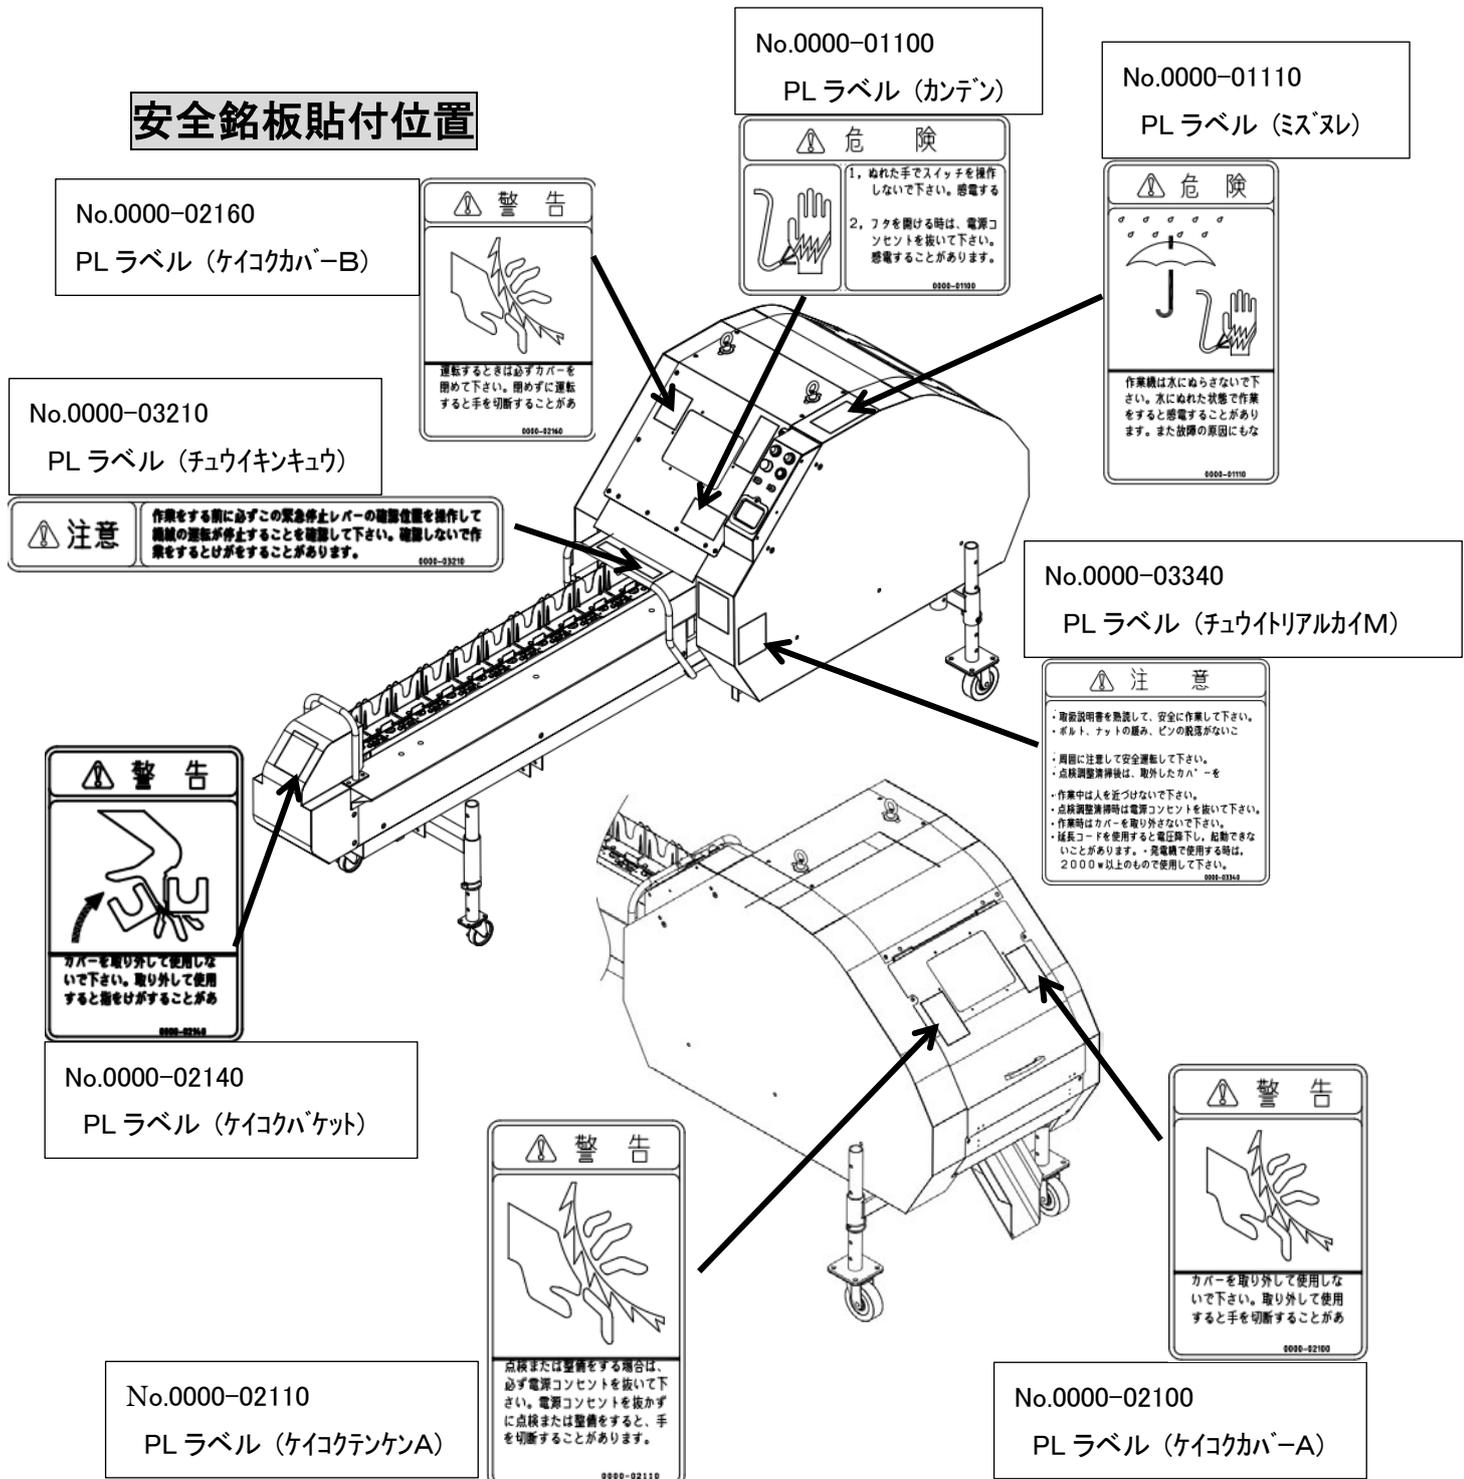 安全銘板貼付位置
No.0000-01100
PL ラベル (カンデン)
⚠ 危 険
1, ぬれた手でスイッチを操作
しないで下さい。感電する
2, フタを開ける時は、電源コ
ンセントを抜いて下さい。
感電することがあります。
0000-01100
No.0000-01110
PL ラベル (ミズヌレ)
⚠ 危 険
作業機は水にぬらさないで下
さい。水にぬれた状態で作業
をすると感電することがあり
ます。また故障の原因にもな
0000-01110
No.0000-02160
PL ラベル (ケイコクカバーB)
⚠ 警 告
運転するときは必ずカバーを
閉めて下さい。閉めずに運転
すると手を切断することがあ
0000-02160
No.0000-03210
PL ラベル (チュウイキンキュウ)
⚠ 注意
作業をする前に必ずこの緊急停止レバーの確認位置を操作して
機械の運転が停止することを確認して下さい。確認しないで作
業をするとけがをすることがあります。
0000-03210
No.0000-03340
PL ラベル (チュウイトリアルカイM)
⚠ 注 意
・取扱説明書を熟読して、安全に作業して下さい。
・ボルト、ナットの緩み、ピンの脱落がないこ
・周囲に注意して安全運転して下さい。
・点検調整清掃後は、取外したカバーを
・作業中は人を近づけないで下さい。
・点検調整清掃時は電源コンセントを抜いて下さい。
・作業時はカバーを取り外さないで下さい。
・延長コードを使用すると電圧降下し、起動できな
いことがあります。・発電機で使用する時は、
2000w以上のもので使用して下さい。
0000-03340
⚠ 警 告
カバーを取り外して使用しな
いで下さい。取り外して使用
すると指をけがすることがあ
0000-02140
No.0000-02140
PL ラベル (ケイコクバケット)
⚠ 警 告
点検または整備をする場合は、
必ず電源コンセントを抜いて下
さい。電源コンセントを抜かず
に点検または整備をすると、手
を切断することがあります。
0000-02110
No.0000-02110
PL ラベル (ケイコクテンケンA)
⚠ 警 告
カバーを取り外して使用しな
いで下さい。取り外して使用
すると手を切断することがあ
0000-02100
No.0000-02100
PL ラベル (ケイコクカバーA)